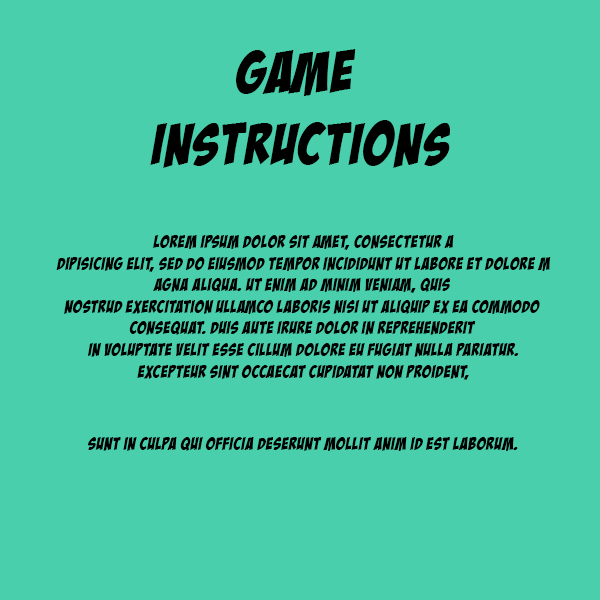 GAME
INSTRUCTIONS
LOREM IPSUM DOLOR SIT AMET, CONSECTETUR A
DIPISICING ELIT, SED DO EIUSMOD TEMPOR INCIDIDUNT UT LABORE ET DOLORE M
AGNA ALIQUA. UT ENIM AD MINIM VENIAM, QUIS
NOSTRUD EXERCITATION ULLAMCO LABORIS NISI UT ALIQUIP EX EA COMMODO
CONSEQUAT. DUIS AUTE IRURE DOLOR IN REPREHENDERIT
IN VOLUPTATE VELIT ESSE CILLUM DOLORE EU FUGIAT NULLA PARIATUR.
EXCEPTEUR SINT OCCAECAT CUPIDATAT NON PROIDENT,
SUNT IN CULPA QUI OFFICIA DESERUNT MOLLIT ANIM ID EST LABORUM.